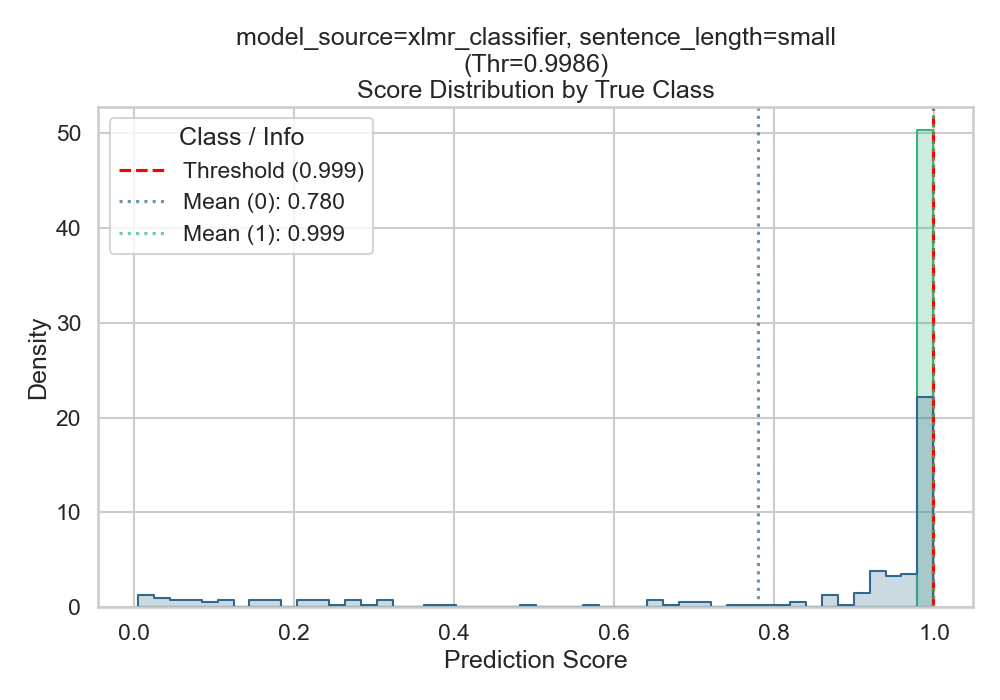 model_source=xlmr_classifier, sentence_length=small
(Thr=0.9986)
Score Distribution by True Class
Class / Info
Threshold (0.999)
Mean (0): 0.780
Mean (1): 0.999
Density
50
40
30
20
10
0
0.0 0.2 0.4 0.6 0.8 1.0
Prediction Score